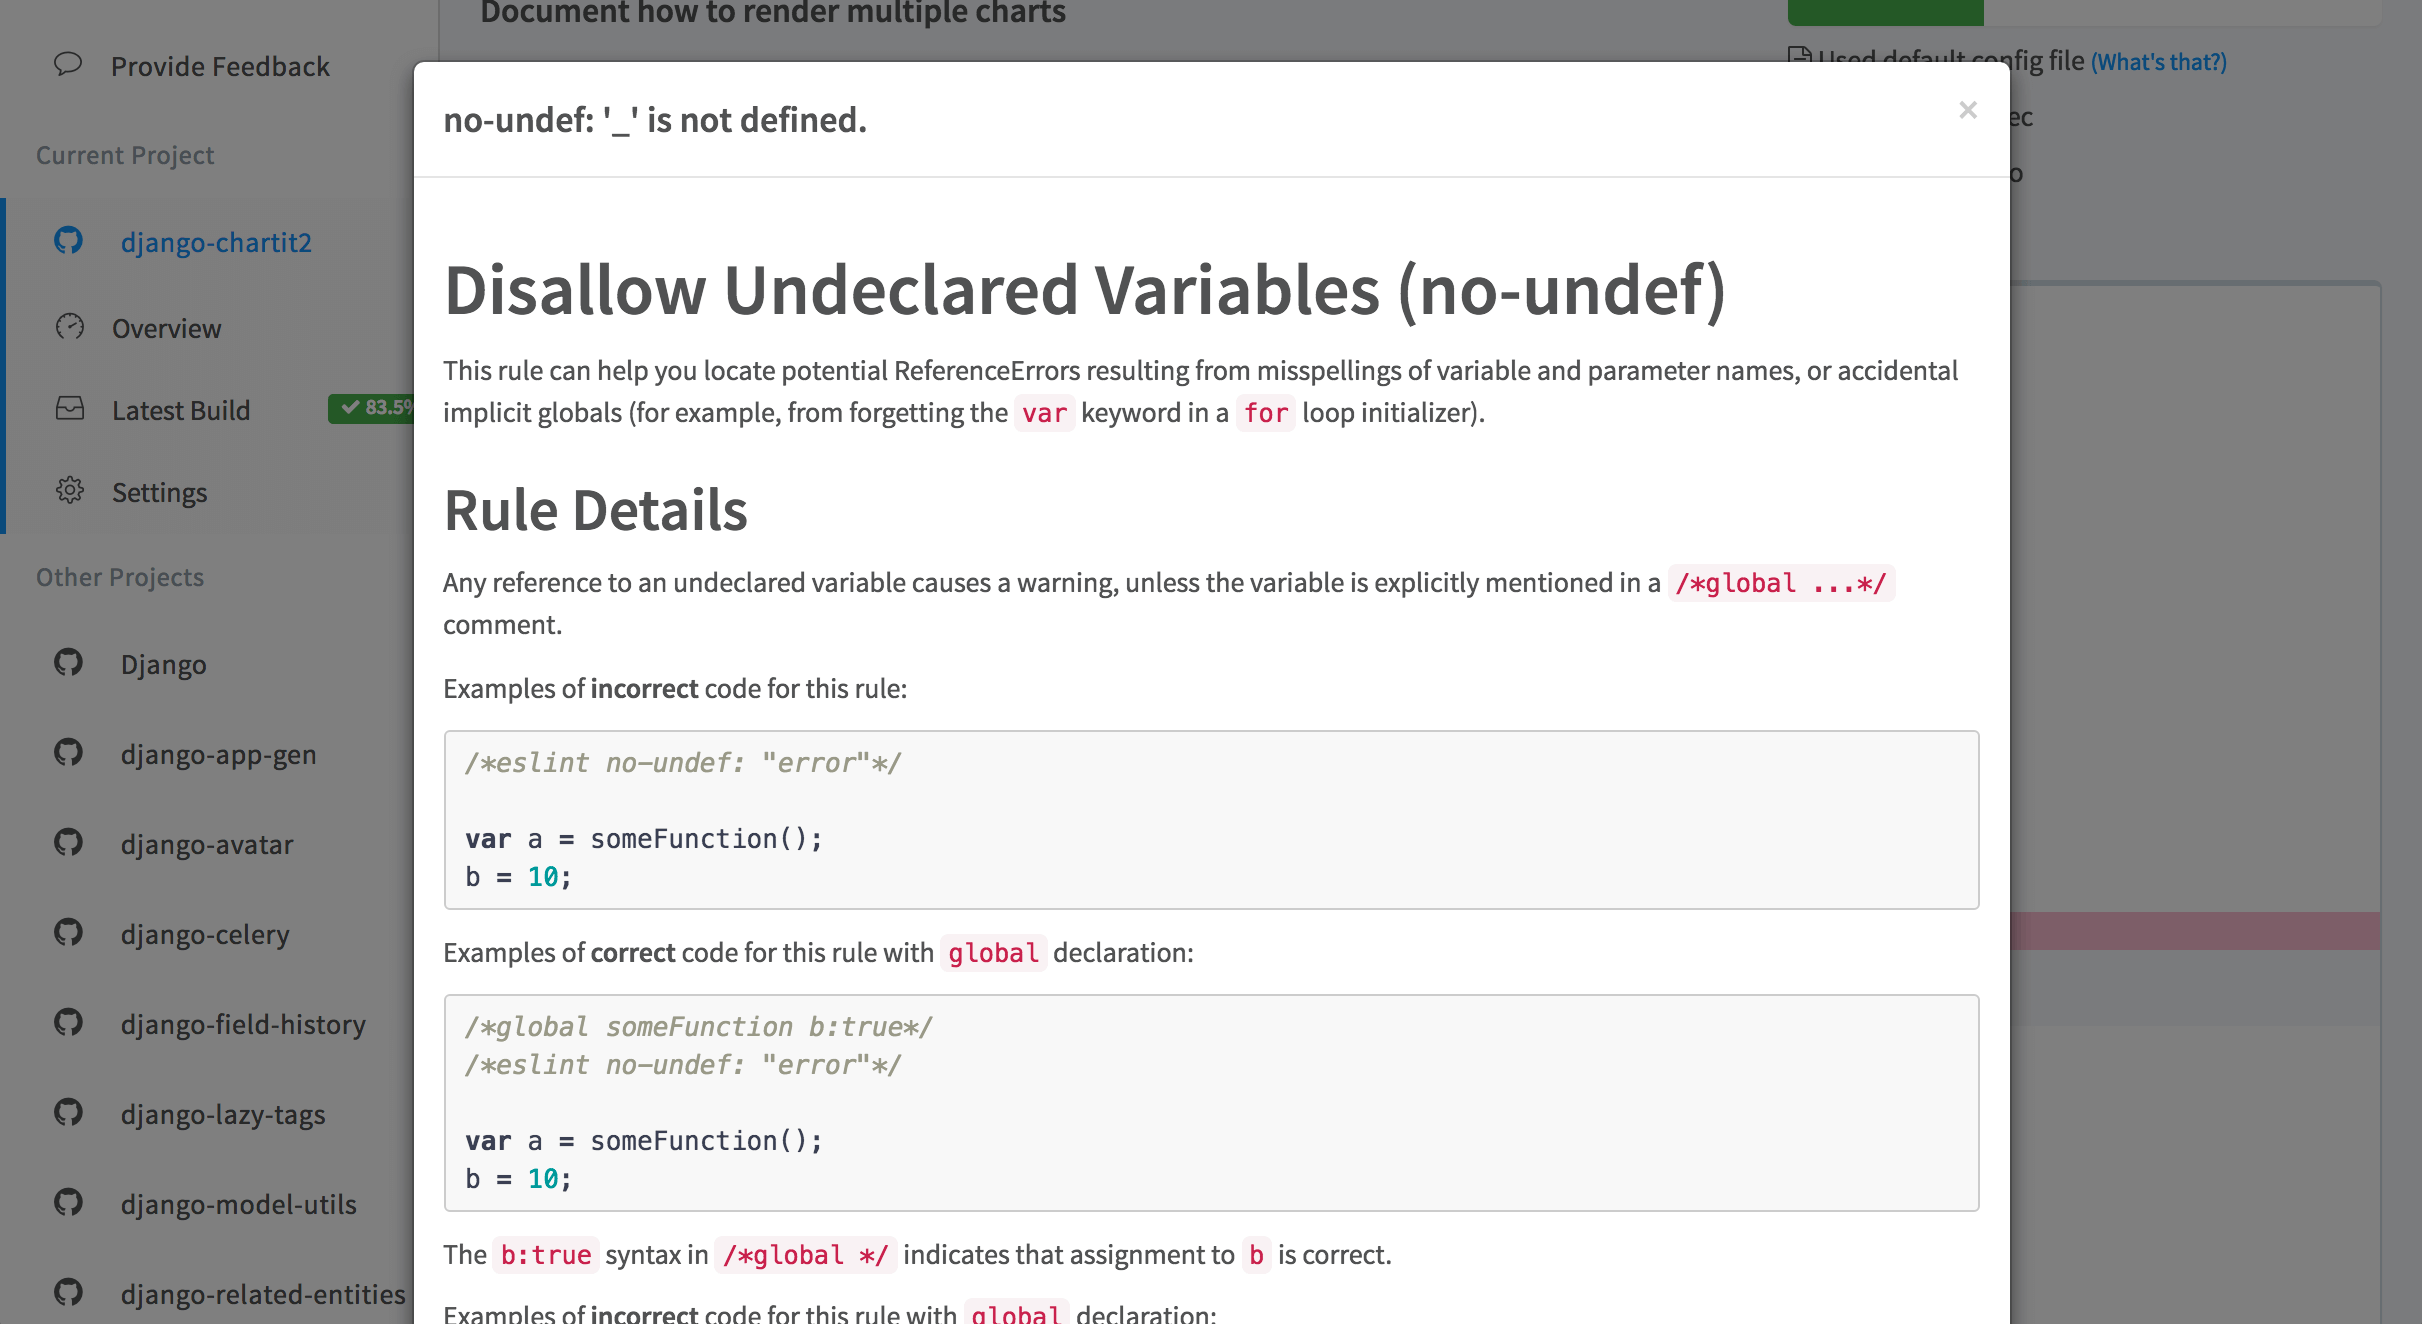 Document how to render multiple charts
Provide Feedback
Current Project
django-chartit2
Overview
Latest Build
83.5%
Settings
Other Projects
Django
django-app-gen
django-avatar
django-celery
django-field-history
django-lazy-tags
django-model-utils
django-related-entities
Used default config file (What's that?)
ec
o
no-undef: '_' is not defined.
×
Disallow Undeclared Variables (no-undef)
This rule can help you locate potential ReferenceErrors resulting from misspellings of variable and parameter names, or accidental
implicit globals (for example, from forgetting the var keyword in a for loop initializer).
Rule Details
Any reference to an undeclared variable causes a warning, unless the variable is explicitly mentioned in a /*global ...*/
comment.
Examples of incorrect code for this rule:
/*eslint no-undef: "error"*/
var a = someFunction();
b = 10;
Examples of correct code for this rule with global declaration:
/*global someFunction b:true*/
/*eslint no-undef: "error"*/
var a = someFunction();
b = 10;
The b:true syntax in /*global */ indicates that assignment to b is correct.
Examples of incorrect code for this rule with global declaration: